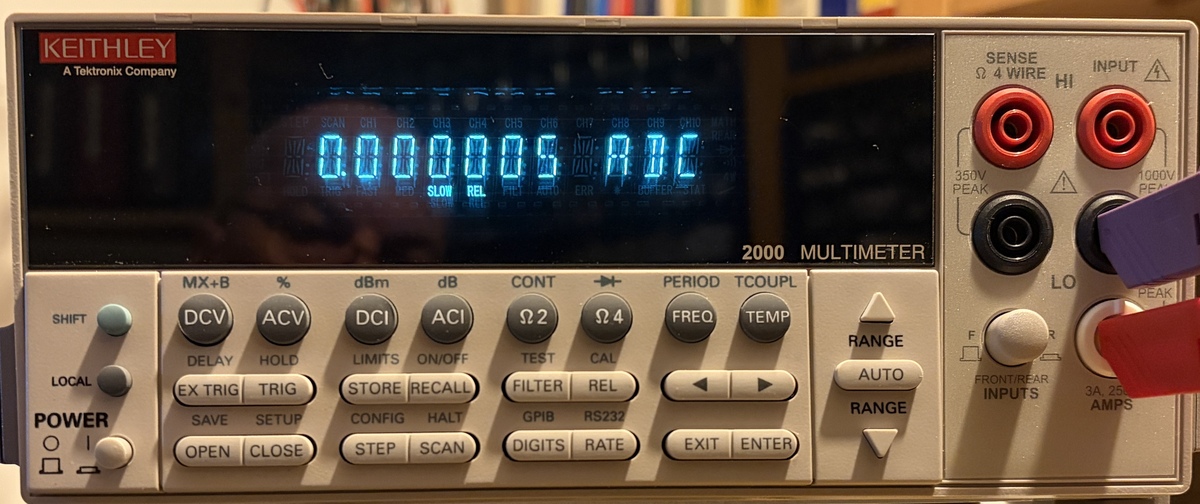 KEITHLEY
A Tektronix Company
SCAN CH1 CH2 CH3 CH4 CH5 CH6 CH7 CH8 CH9 CH10
0.000005 ADC
SLOW REL
ERR BUFFER STAT
2000 MULTIMETER
SENSE
Ω 4 WIRE HI INPUT
350V
PEAK
1000V
LO
PEAK
F R
FRONT/REAR
INPUTS
AMPS
MX+B % dBm dB CONT PERIOD TCOUPL
SHIFT DCV ACV DCI ACI Ω2 Ω4 FREQ TEMP
DELAY HOLD LIMITS ON/OFF TEST CAL
LOCAL EX TRIG TRIG STORE RECALL FILTER REL
POWER SAVE SETUP CONFIG HALT GPIB RS232
OPEN CLOSE STEP SCAN DIGITS RATE EXIT ENTER
RANGE
AUTO
RANGE